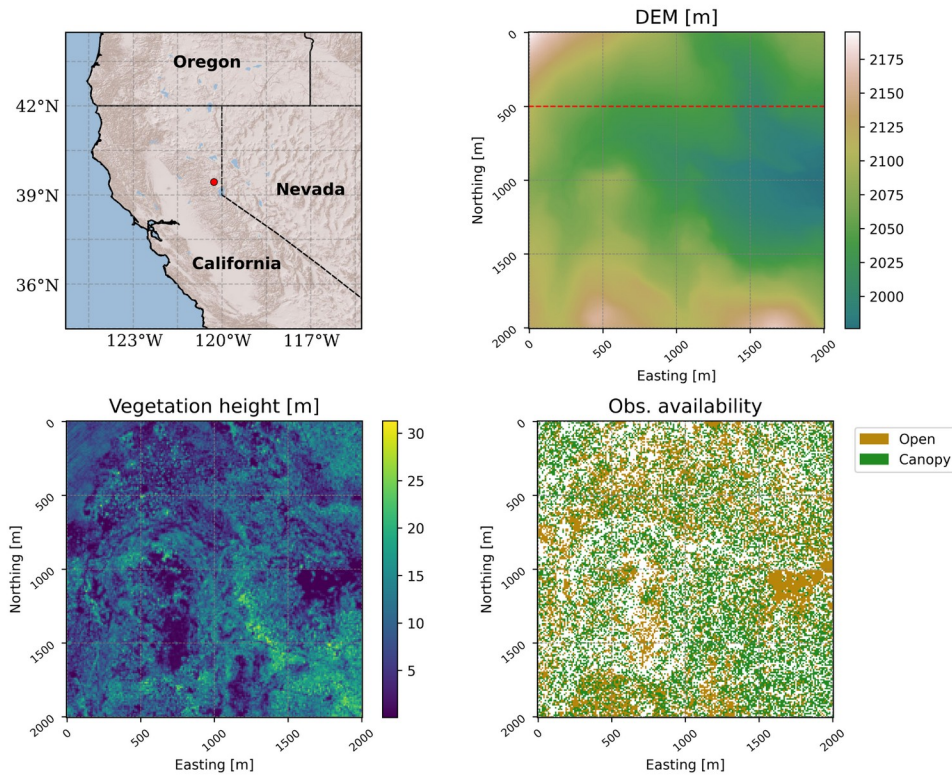 Oregon
Nevada
California
42°N
39°N
36°N
123°W
120°W
117°W
DEM [m]
Northing [m]
0
500
1000
1500
2000
0
500
1000
1500
2000
Easting [m]
2175
2150
2125
2100
2075
2050
2025
2000
Vegetation height [m]
Northing [m]
0
500
1000
1500
2000
0
500
1000
1500
2000
Easting [m]
30
25
20
15
10
5
Obs. availability
Northing [m]
0
500
1000
1500
2000
0
500
1000
1500
2000
Easting [m]
Open
Canopy